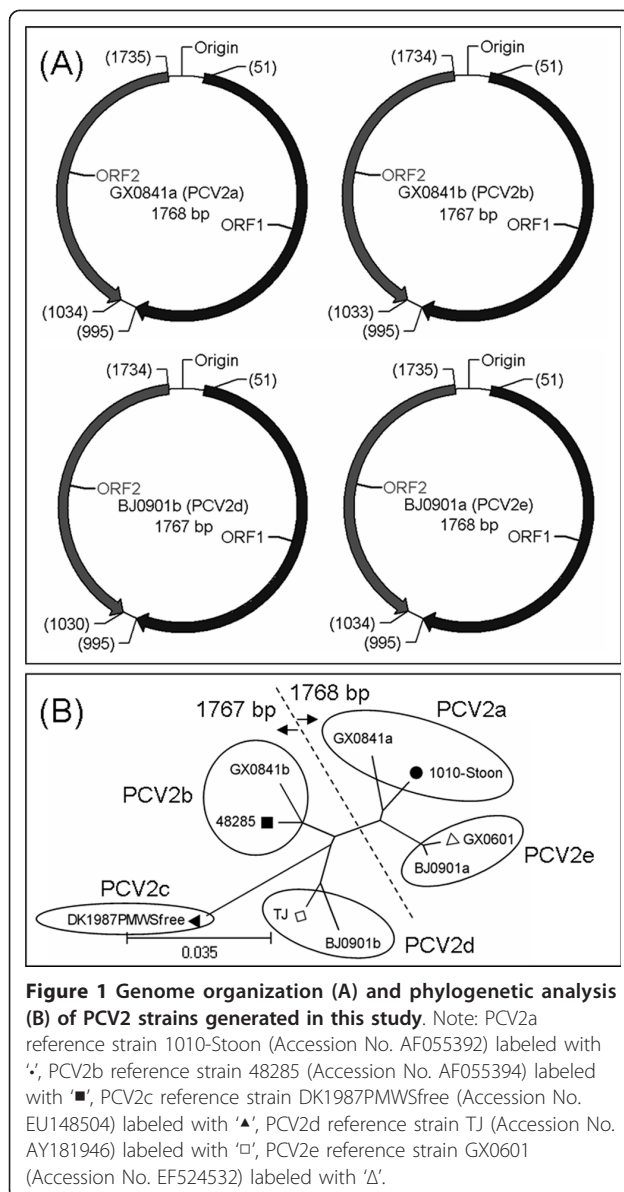 (A)
(1735)
Origin
(51)
ORF2
GX0841a (PCV2a)
1768 bp
ORF1
(1034)
(995)
(1734)
Origin
(51)
ORF2
GX0841b (PCV2b)
1767 bp
ORF1
(1033)
(995)
(1734)
Origin
(51)
ORF2
BJ0901b (PCV2d)
1767 bp
ORF1
(1030)
(995)
(1735)
Origin
(51)
ORF2
BJ0901a (PCV2e)
1768 bp
ORF1
(1034)
(995)
(B)
1767 bp
1768 bp
PCV2a
GX0841a
1010-Stoon
GX0841b
PCV2b
48285
GX0601
BJ0901a
PCV2e
PCV2c
DK1987PMWSfree
TJ
BJ0901b
PCV2d
0.035
Figure 1 Genome organization (A) and phylogenetic analysis
(B) of PCV2 strains generated in this study. Note: PCV2a
reference strain 1010-Stoon (Accession No. AF055392) labeled with
‘•’, PCV2b reference strain 48285 (Accession No. AF055394) labeled
with ‘■’, PCV2c reference strain DK1987PMWSfree (Accession No.
EU148504) labeled with ‘▲’, PCV2d reference strain TJ (Accession No.
AY181946) labeled with ‘□’, PCV2e reference strain GX0601
(Accession No. EF524532) labeled with ‘Δ’.